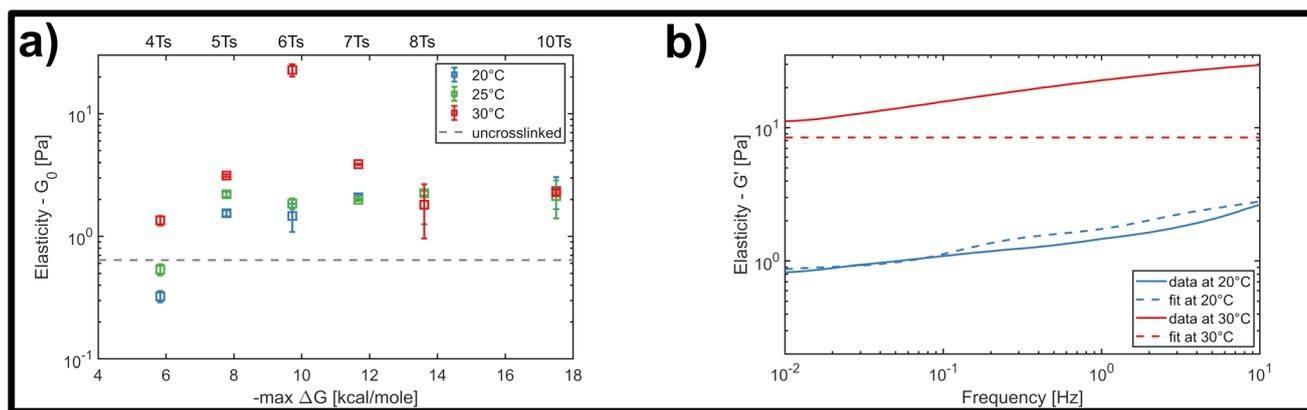 a)
4Ts 5Ts 6Ts 7Ts 8Ts 10Ts
Elasticity - G0 [Pa]
10^1
10^0
10^-1
20°C
25°C
30°C
uncrosslinked
4 6 8 10 12 14 16 18
-max ΔG [kcal/mole]
b)
Elasticity - G' [Pa]
10^1
10^0
data at 20°C
fit at 20°C
data at 30°C
fit at 30°C
10^-2 10^-1 10^0 10^1
Frequency [Hz]